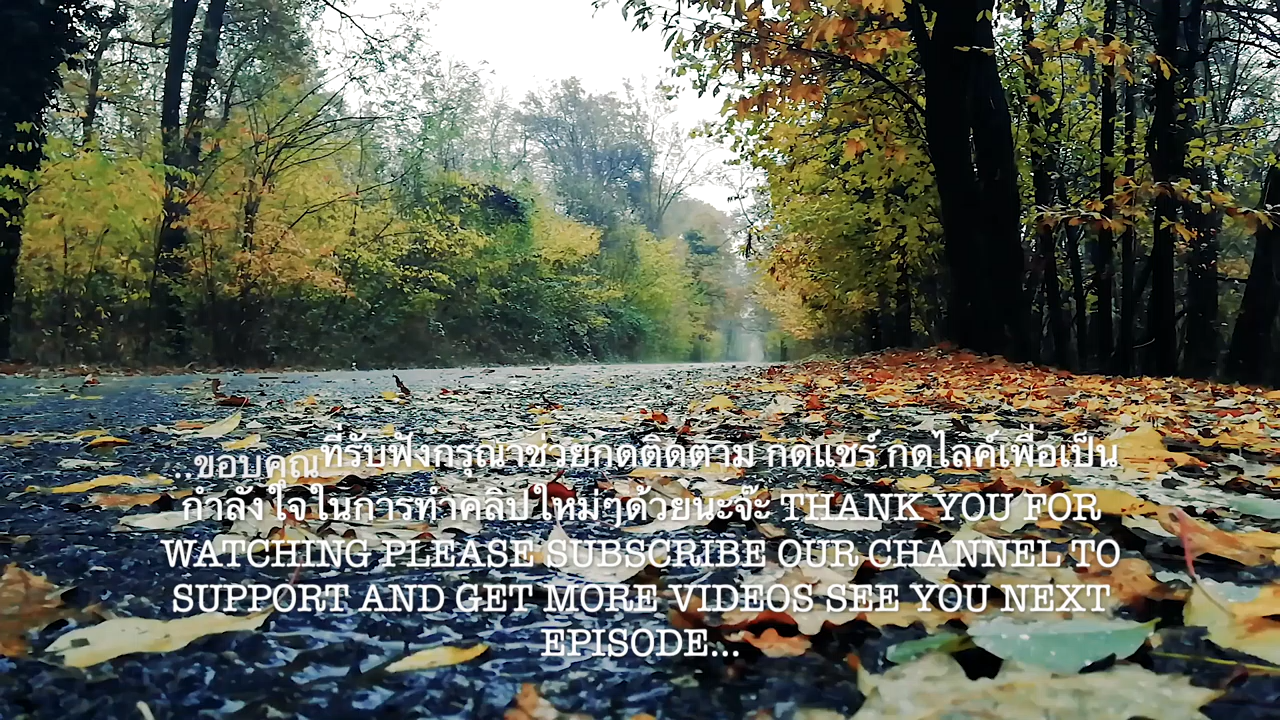 ..ขอบคุณที่รับฟังกรุณาช่วยกดติดตาม กดแชร์ กดไลค์เพื่อเป็น
กำลังใจในการทำคลิปใหม่ๆด้วยนะจ๊ะ THANK YOU FOR
WATCHING PLEASE SUBSCRIBE OUR CHANNEL TO
SUPPORT AND GET MORE VIDEOS SEE YOU NEXT
EPISODE...